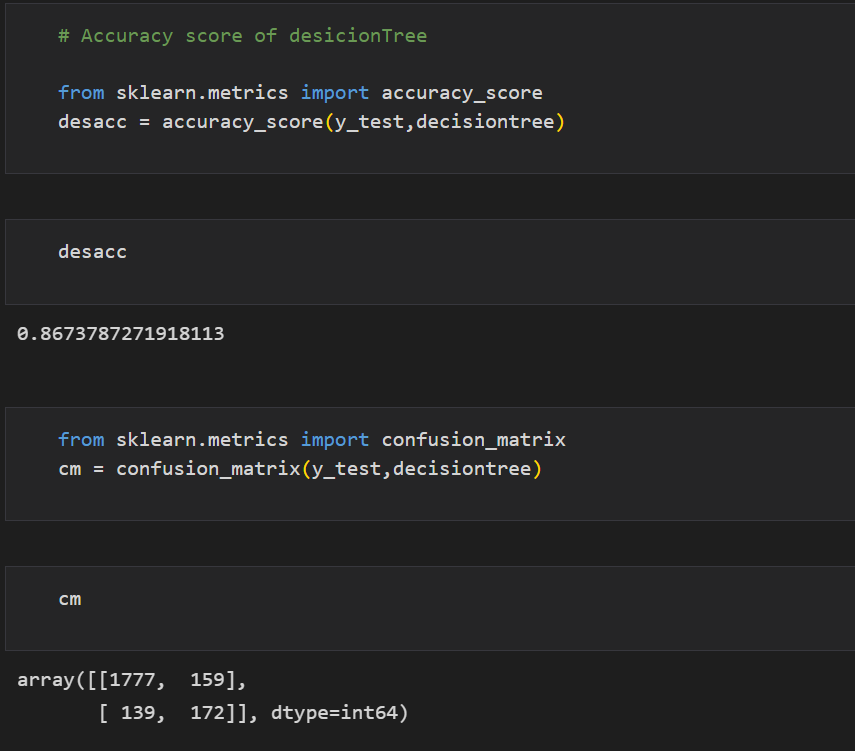 # Accuracy score of desicionTree
from sklearn.metrics import accuracy_score
desacc = accuracy_score(y_test,decisiontree)
desacc
0.8673787271918113
from sklearn.metrics import confusion_matrix
cm = confusion_matrix(y_test,decisiontree)
cm
array([[1777,  159],
       [ 139,  172]], dtype=int64)